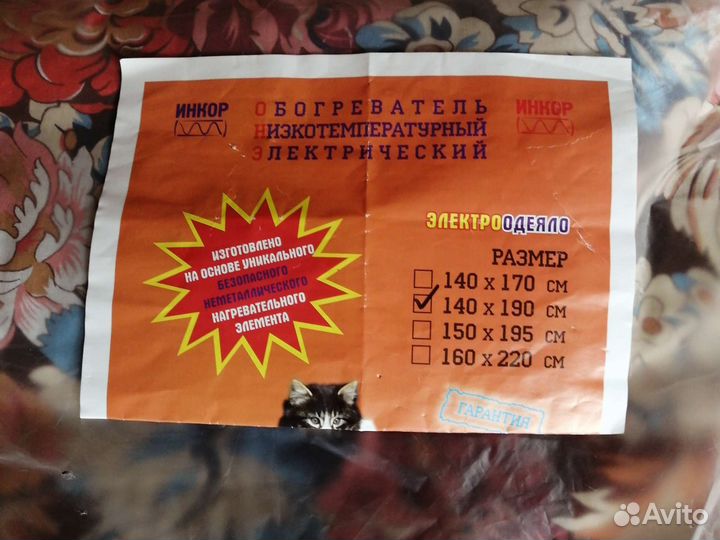 ИНКОР
ОБОГРЕВАТЕЛЬ
НИЗКОТЕМПЕРАТУРНЫЙ
ЭЛЕКТРИЧЕСКИЙ
ИНКОР
ЭЛЕКТРООДЕЯЛО
ИЗГОТОВЛЕНО
НА ОСНОВЕ УНИКАЛЬНОГО
БЕЗОПАСНОГО
НЕМЕТАЛЛИЧЕСКОГО
НАГРЕВАТЕЛЬНОГО
ЭЛЕМЕНТА
РАЗМЕР
140 х 170 СМ
140 х 190 СМ
150 х 195 СМ
160 х 220 СМ
ГАРАНТИЯ
Avito